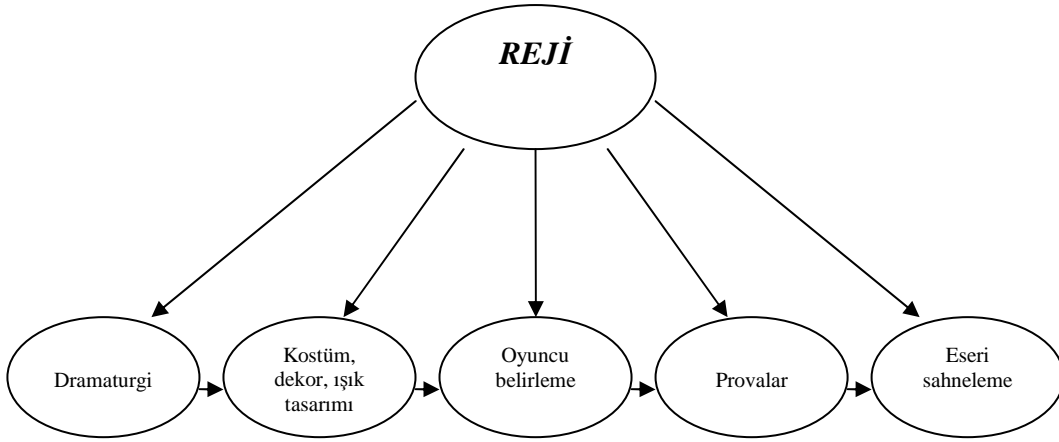 REJİ
Dramaturgi
Kostüm,
dekor, ışık
tasarımı
Oyuncu
belirleme
Provalar
Eseri
sahneleme